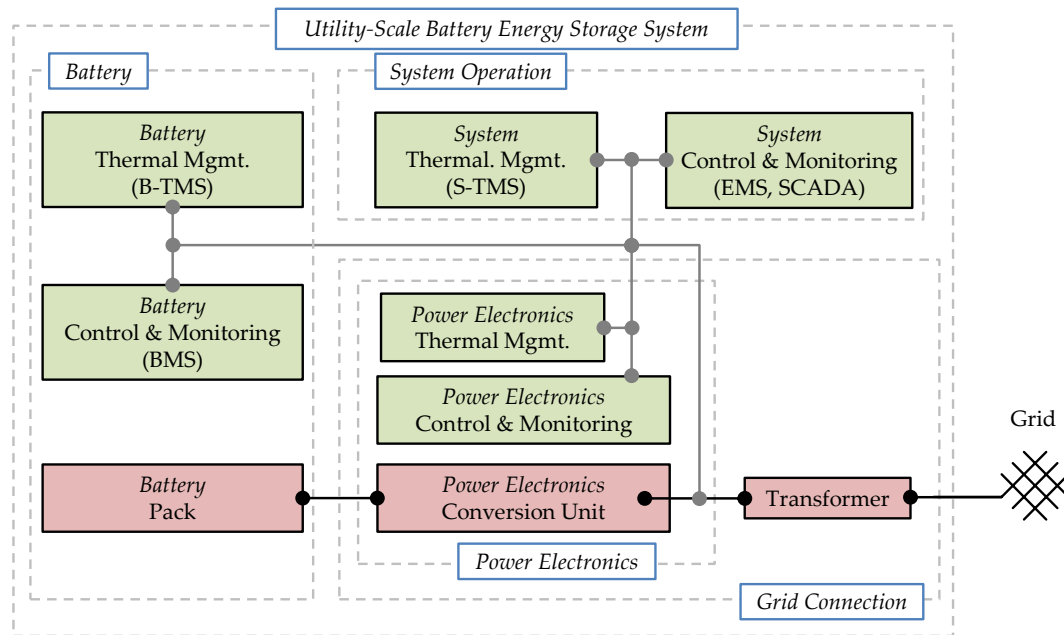 Utility-Scale Battery Energy Storage System
Battery
System Operation
Battery
Thermal Mgmt.
(B-TMS)
System
Thermal. Mgmt.
(S-TMS)
System
Control & Monitoring
(EMS, SCADA)
Battery
Control & Monitoring
(BMS)
Power Electronics
Thermal Mgmt.
Power Electronics
Control & Monitoring
Grid
Battery
Pack
Power Electronics
Conversion Unit
Transformer
Power Electronics
Grid Connection